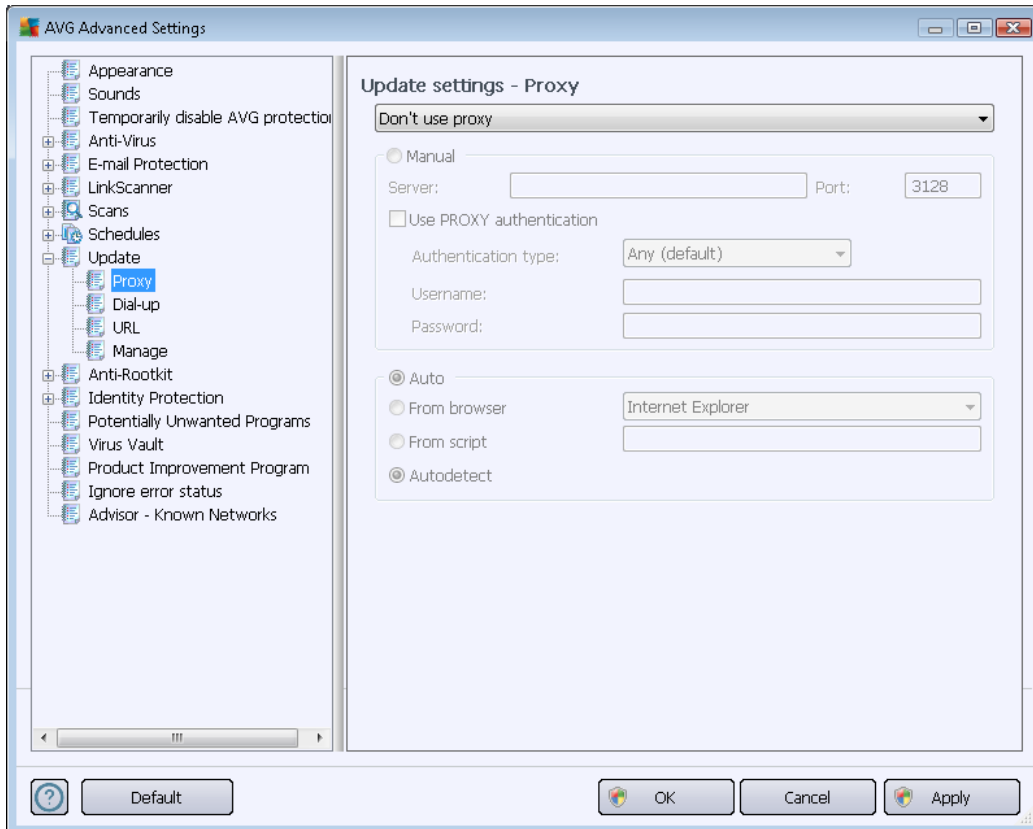 AVG Advanced Settings
Appearance
Sounds
Temporarily disable AVG protection
Anti-Virus
E-mail Protection
LinkScanner
Scans
Schedules
Update
Proxy
Dial-up
URL
Manage
Anti-Rootkit
Identity Protection
Potentially Unwanted Programs
Virus Vault
Product Improvement Program
Ignore error status
Advisor - Known Networks
Update settings - Proxy
Don't use proxy
Manual
Server: Port: 3128
Use PROXY authentication
Authentication type: Any (default)
Username:
Password:
Auto
From browser Internet Explorer
From script
Autodetect
? Default OK Cancel Apply